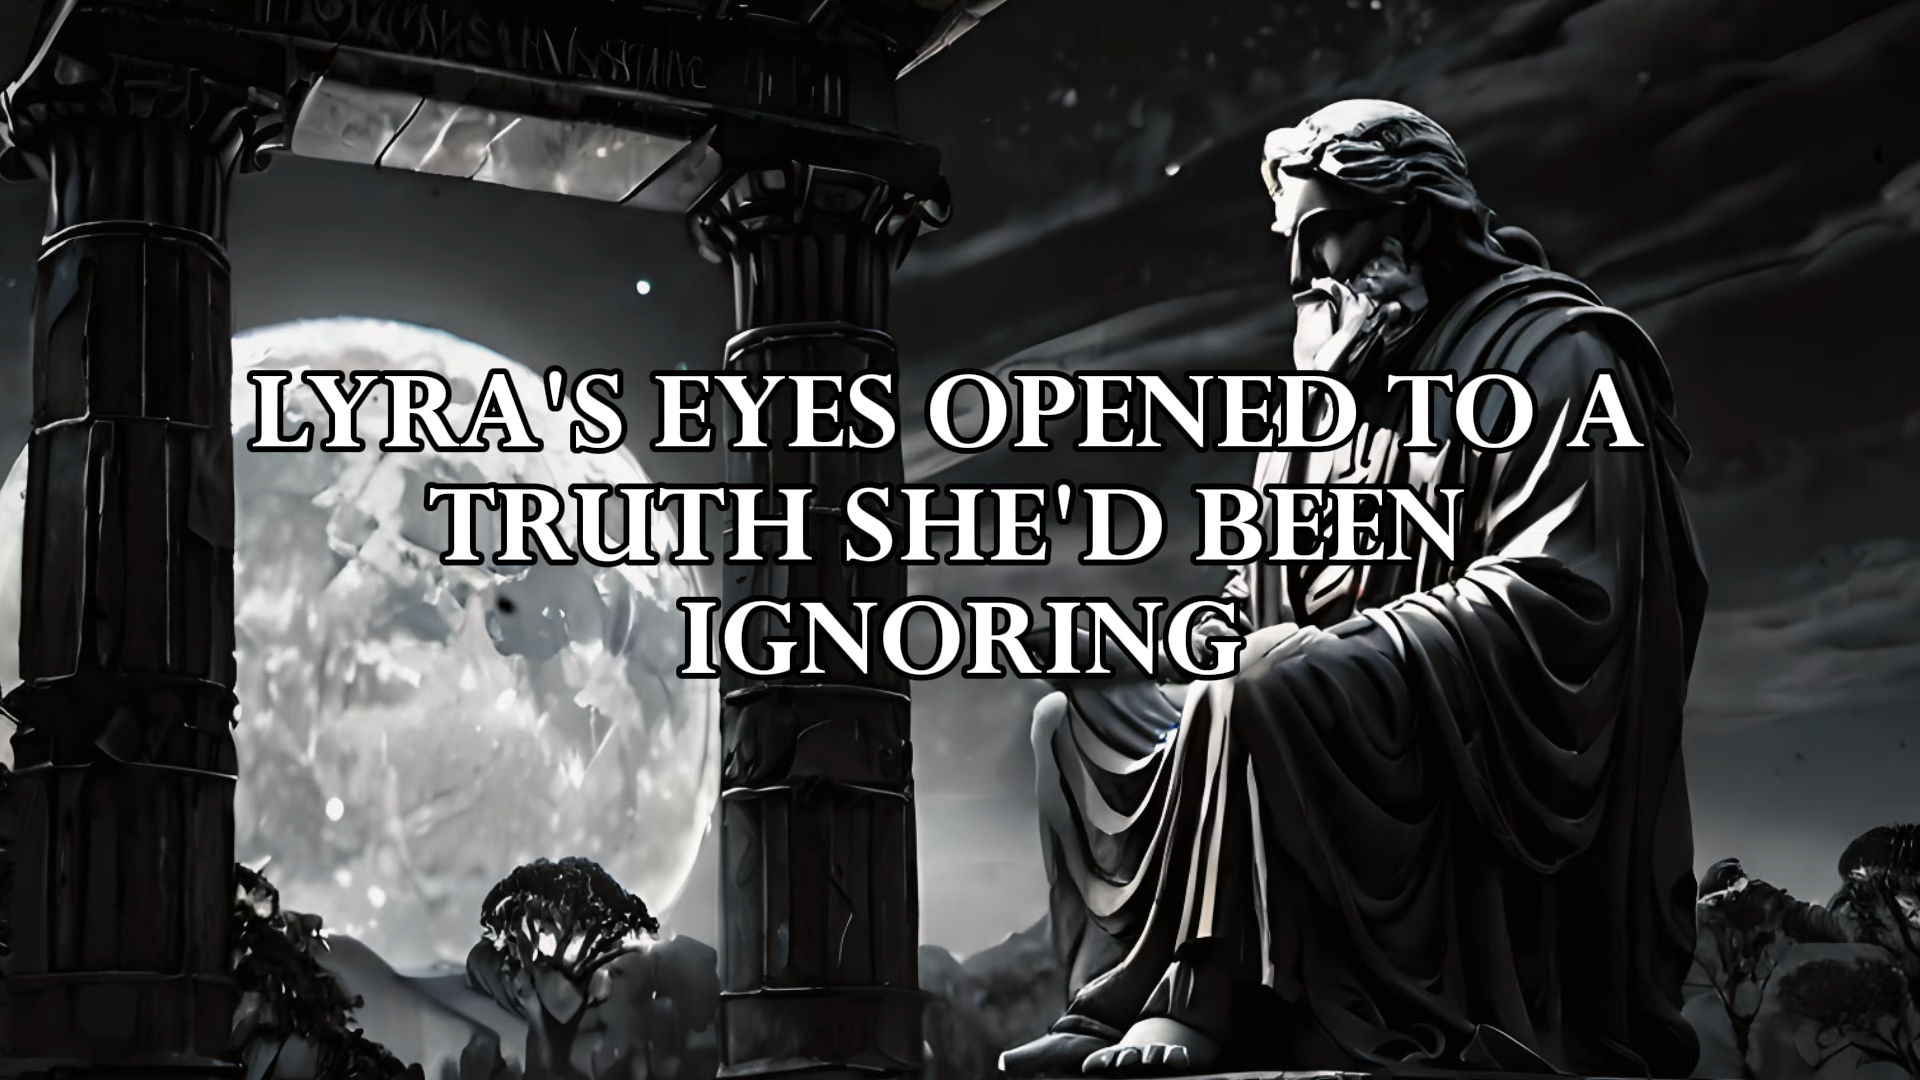 LYRA'S EYES OPENED TO A
TRUTH SHE'D BEEN
IGNORING